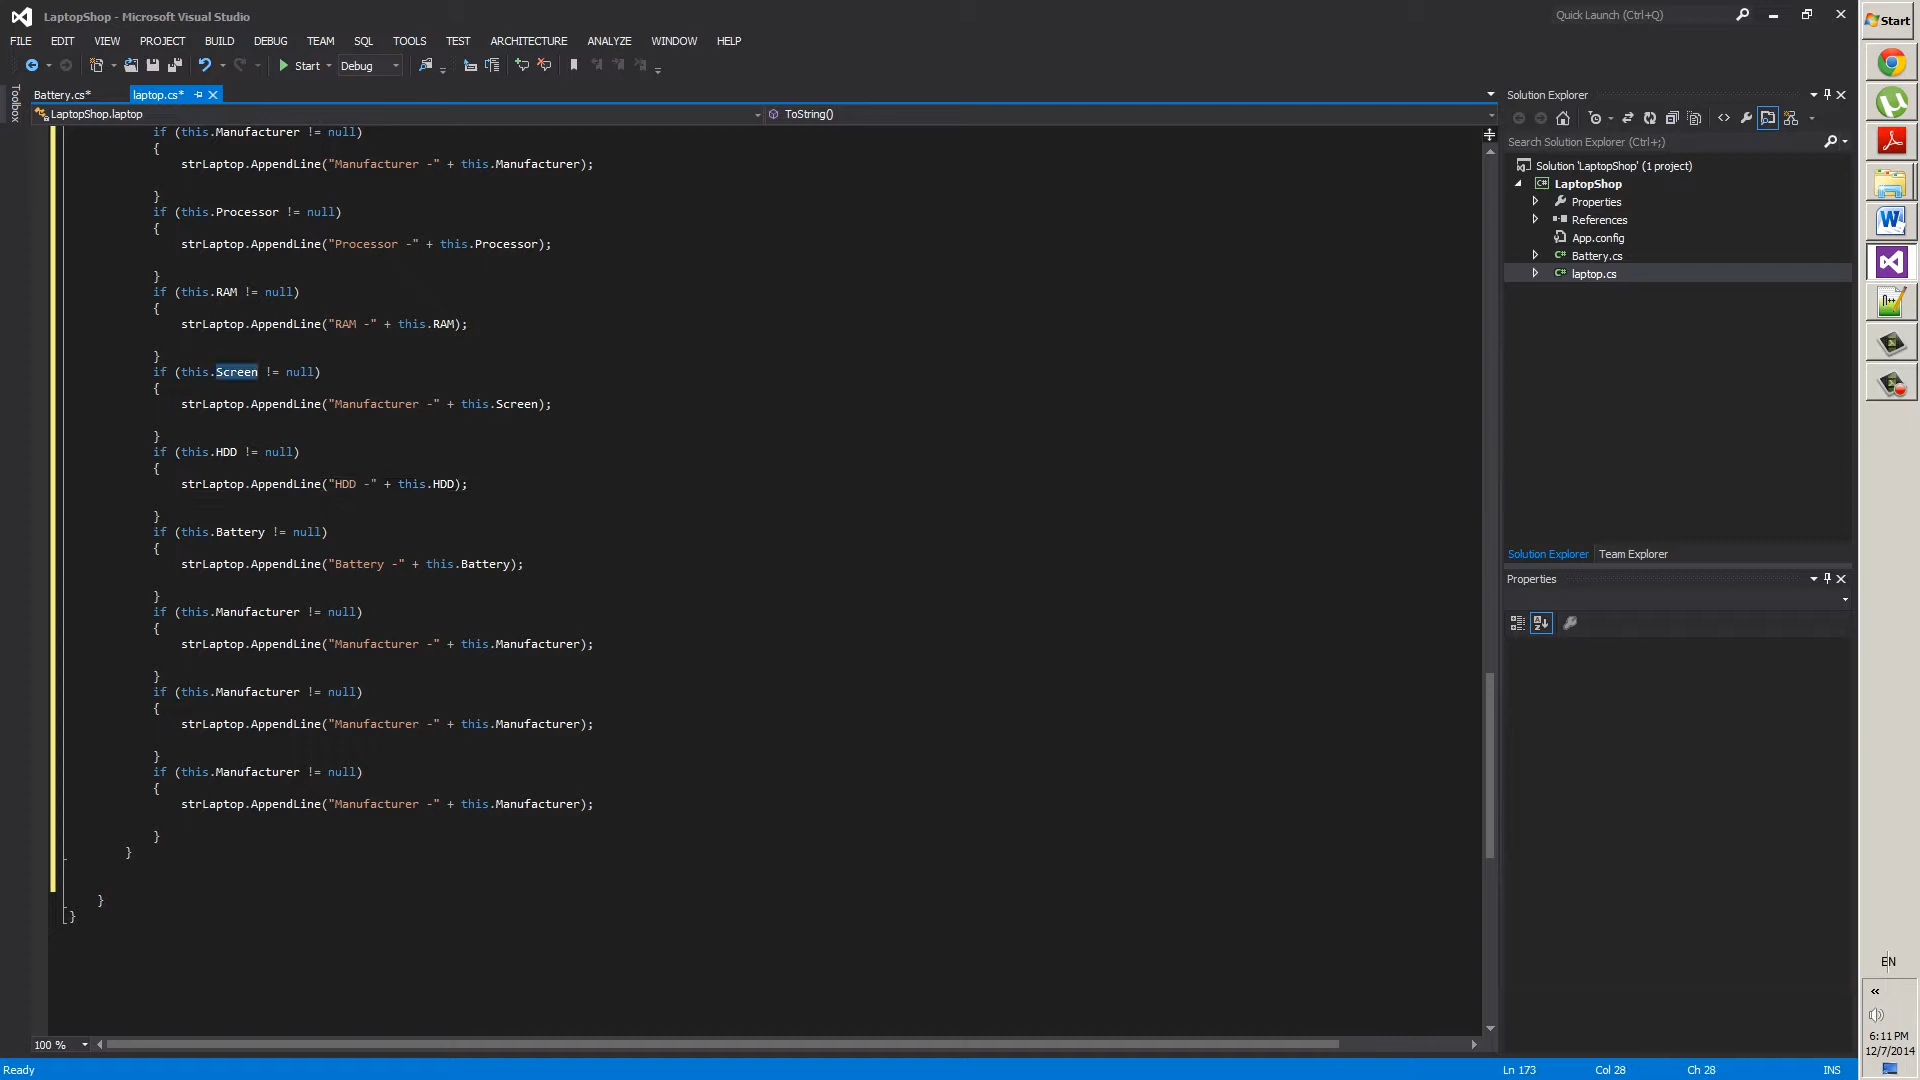 LaptopShop - Microsoft Visual Studio
Quick Launch (Ctrl+Q)
Start
FILE EDIT VIEW PROJECT BUILD DEBUG TEAM SQL TOOLS TEST ARCHITECTURE ANALYZE WINDOW HELP
Start Debug
Toolbox
Battery.cs* laptop.cs*
LaptopShop.laptop
ToString()
if (this.Manufacturer != null)
{
strLaptop.AppendLine("Manufacturer -" + this.Manufacturer);
}
if (this.Processor != null)
{
strLaptop.AppendLine("Processor -" + this.Processor);
}
if (this.RAM != null)
{
strLaptop.AppendLine("RAM -" + this.RAM);
}
if (this.Screen != null)
{
strLaptop.AppendLine("Manufacturer -" + this.Screen);
}
if (this.HDD != null)
{
strLaptop.AppendLine("HDD -" + this.HDD);
}
if (this.Battery != null)
{
strLaptop.AppendLine("Battery -" + this.Battery);
}
if (this.Manufacturer != null)
{
strLaptop.AppendLine("Manufacturer -" + this.Manufacturer);
}
if (this.Manufacturer != null)
{
strLaptop.AppendLine("Manufacturer -" + this.Manufacturer);
}
if (this.Manufacturer != null)
{
strLaptop.AppendLine("Manufacturer -" + this.Manufacturer);
}
}
}
}
100 %
Solution Explorer
Search Solution Explorer (Ctrl+;)
Solution 'LaptopShop' (1 project)
C# LaptopShop
Properties
References
App.config
C# Battery.cs
C# laptop.cs
Solution Explorer Team Explorer
Properties
EN
6:11 PM
12/7/2014
Ready
Ln 173 Col 28 Ch 28 INS